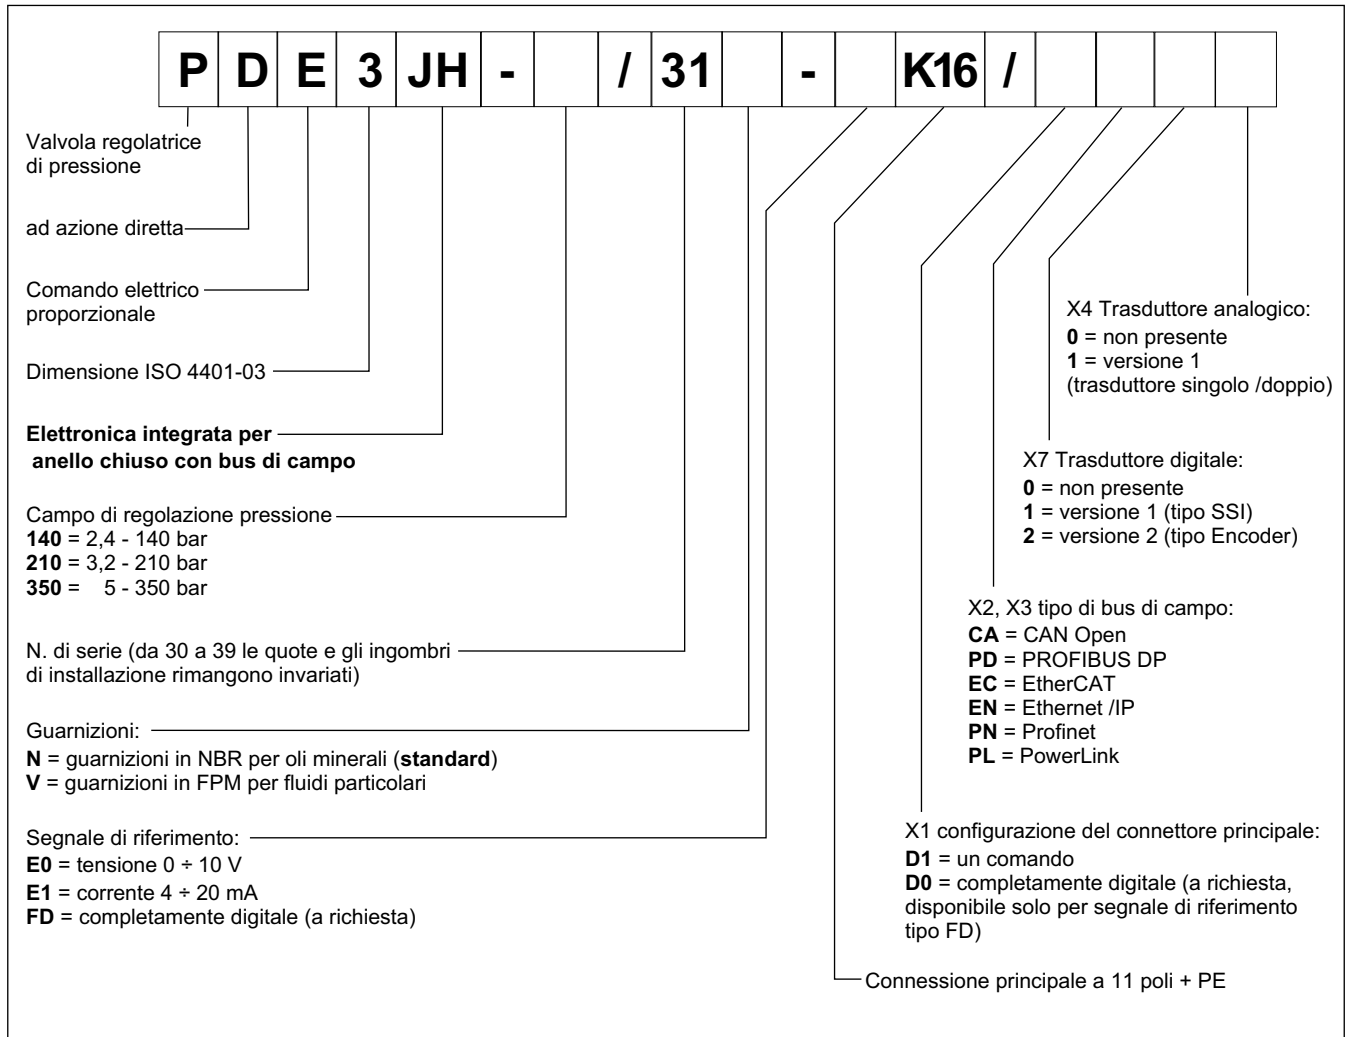 P D E 3 JH - / 31 - K16 /
Valvola regolatrice
di pressione
ad azione diretta
Comando elettrico
proporzionale
Dimensione ISO 4401-03
Elettronica integrata per
anello chiuso con bus di campo
Campo di regolazione pressione
140 = 2,4 - 140 bar
210 = 3,2 - 210 bar
350 = 5 - 350 bar
N. di serie (da 30 a 39 le quote e gli ingombri
di installazione rimangono invariati)
Guarnizioni:
N = guarnizioni in NBR per oli minerali (standard)
V = guarnizioni in FPM per fluidi particolari
Segnale di riferimento:
E0 = tensione 0 ÷ 10 V
E1 = corrente 4 ÷ 20 mA
FD = completamente digitale (a richiesta)
X4 Trasduttore analogico:
0 = non presente
1 = versione 1
(trasduttore singolo /doppio)
X7 Trasduttore digitale:
0 = non presente
1 = versione 1 (tipo SSI)
2 = versione 2 (tipo Encoder)
X2, X3 tipo di bus di campo:
CA = CAN Open
PD = PROFIBUS DP
EC = EtherCAT
EN = Ethernet /IP
PN = Profinet
PL = PowerLink
X1 configurazione del connettore principale:
D1 = un comando
D0 = completamente digitale (a richiesta,
disponibile solo per segnale di riferimento
tipo FD)
Connessione principale a 11 poli + PE